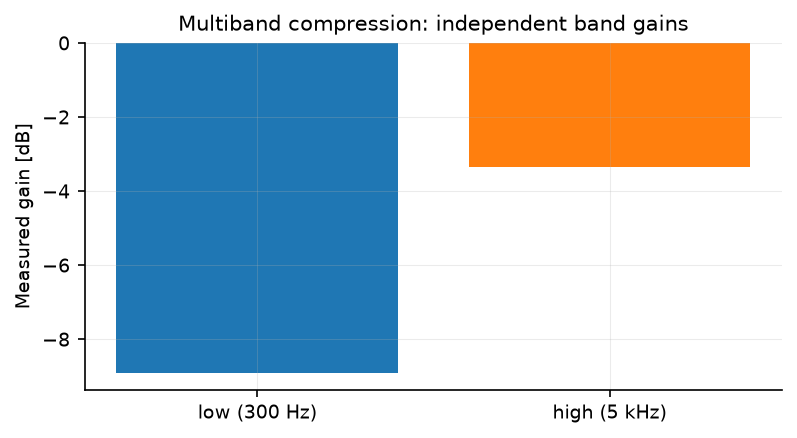 Multiband compression: independent band gains
Measured gain [dB]
0
−2
−4
−6
−8
low (300 Hz)
high (5 kHz)